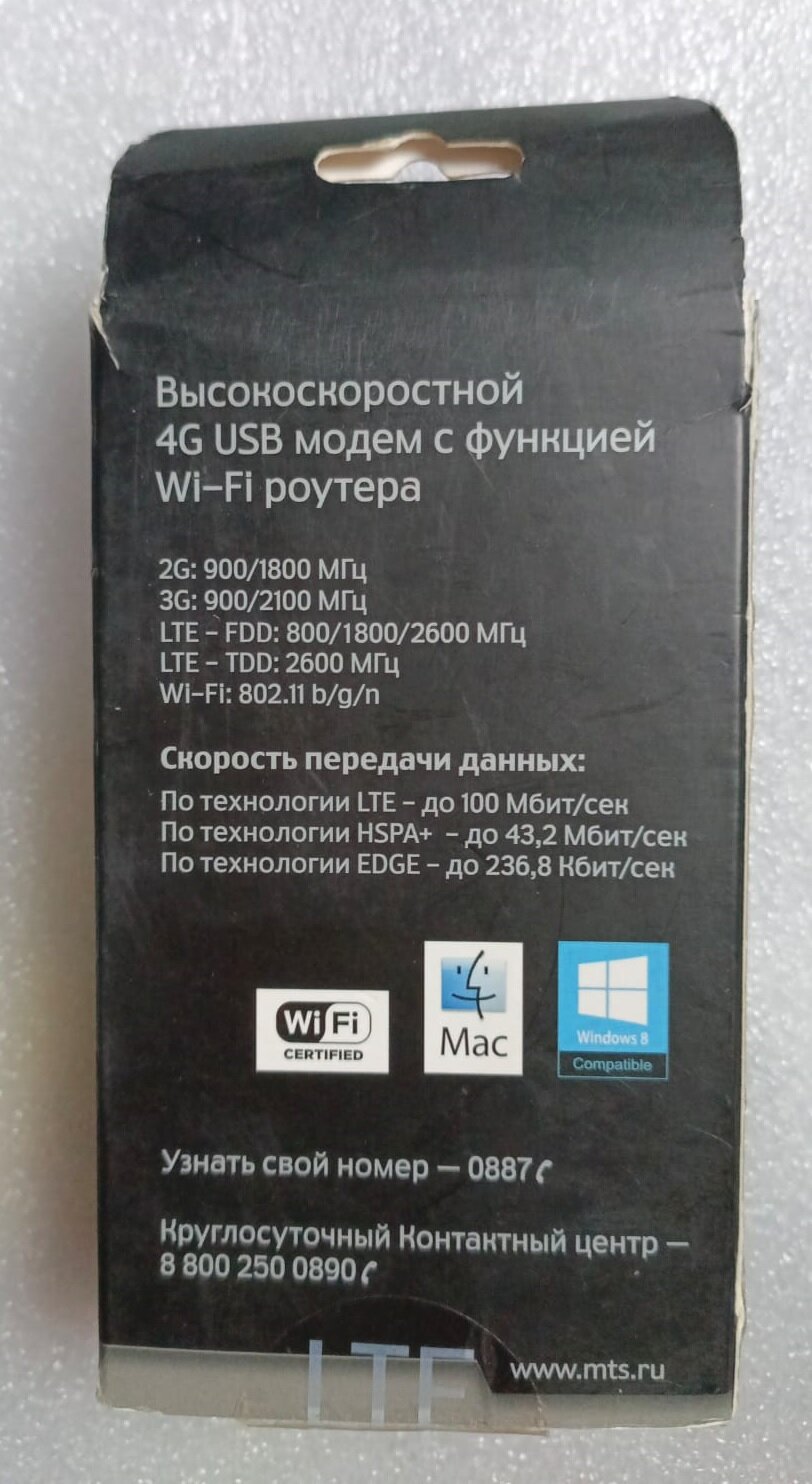 Высокоскоростной
4G USB модем с функцией
Wi-Fi роутера
2G: 900/1800 МГц
3G: 900/2100 МГц
LTE - FDD: 800/1800/2600 МГц
LTE - TDD: 2600 МГц
Wi-Fi: 802.11 b/g/n
Скорость передачи данных:
По технологии LTE - до 100 Мбит/сек
По технологии HSPA+ - до 43,2 Мбит/сек
По технологии EDGE - до 236,8 Кбит/сек
Wi Fi
CERTIFIED
Mac
Windows 8
Compatible
Узнать свой номер — 0887
Круглосуточный Контактный центр —
8 800 250 0890
LTE
www.mts.ru